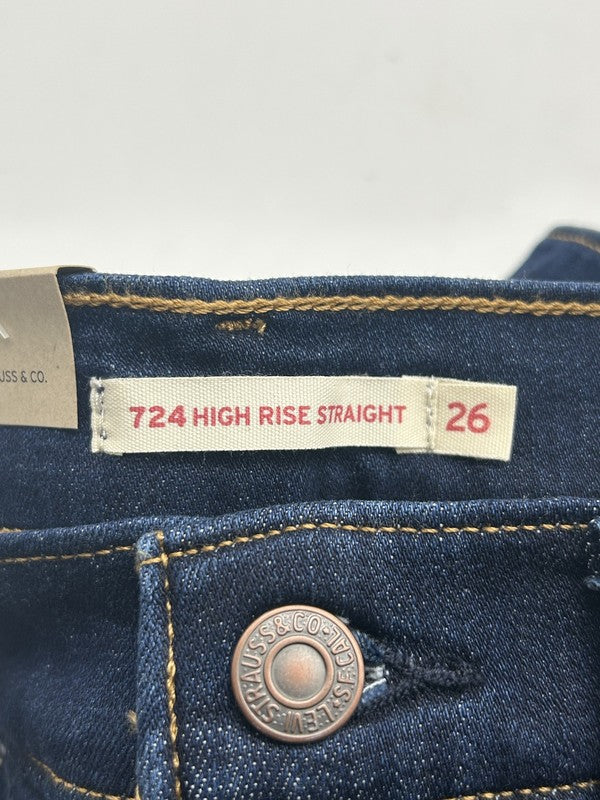 USS & CO.
724 HIGH RISE STRAIGHT 26
LEVI STRAUSS & CO. S.F. CAL